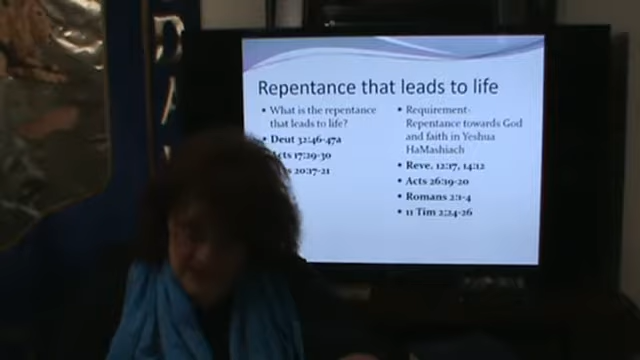 Repentance that leads to life
• What is the repentance
that leads to life?
• Deut 32:46-47a
cts 17:29-30
s 20:17-21
• Requirement-
Repentance towards God
and faith in Yeshua
HaMashiach
• Reve. 12:17, 14:12
• Acts 26:19-20
• Romans 2:1-4
• 11 Tim 2:24-26